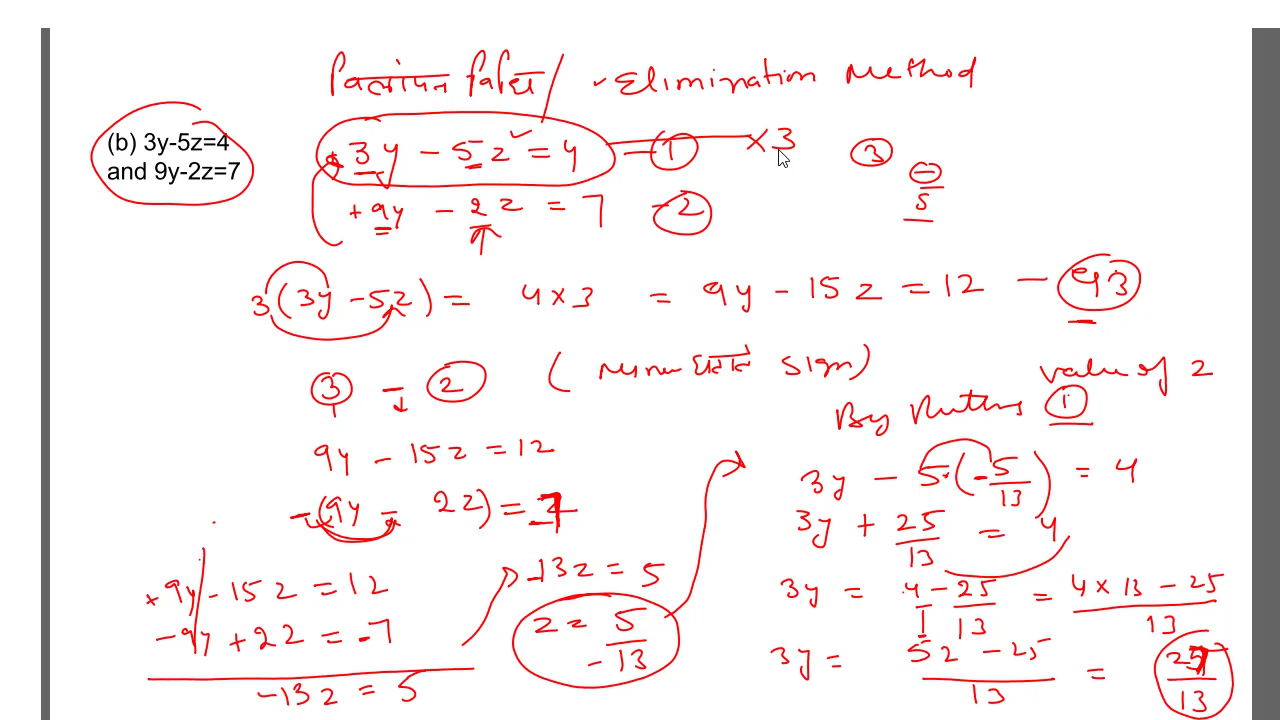 विलोपन विधि / Elimination Method
(b) 3y-5z=4
and 9y-2z=7
3y - 5z = 4 = ① × 3
③
5
+ 9y - 2z = 7 - ②
3(3y - 5z) = 4 × 3 = 9y - 15z = 12 - 3
③ - ②
( sign)
value of z
By ①
9y - 15z = 12
-(9y - 2z) = 7
+9y - 15z = 12
-9y + 2z = -7
-13z = 5
-13z = 5
z = 5/-13
3y - 5·(-5/13) = 4
3y + 25/13 = 4
3y = 4/1 - 25/13 = 4 × 13 - 25/13
3y = 52 - 25/13 = 27/13